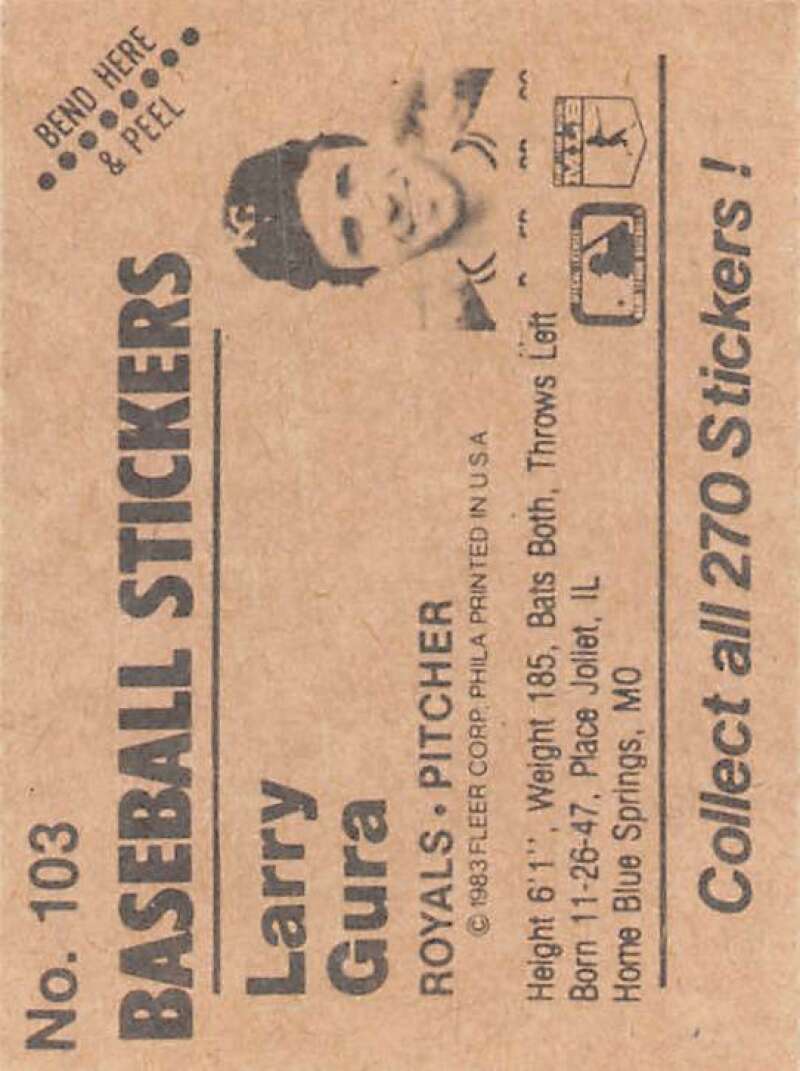 No. 103
BEND HERE
& PEEL
BASEBALL STICKERS
KC
Larry
Gura
ROYALS • PITCHER
© 1983 FLEER CORP. PHILA PRINTED IN U S A
Height 6'1'', Weight 185, Bats Both, Throws Left
Born 11-26-47, Place Joliet, IL
Home Blue Springs, MO
Collect all 270 Stickers!